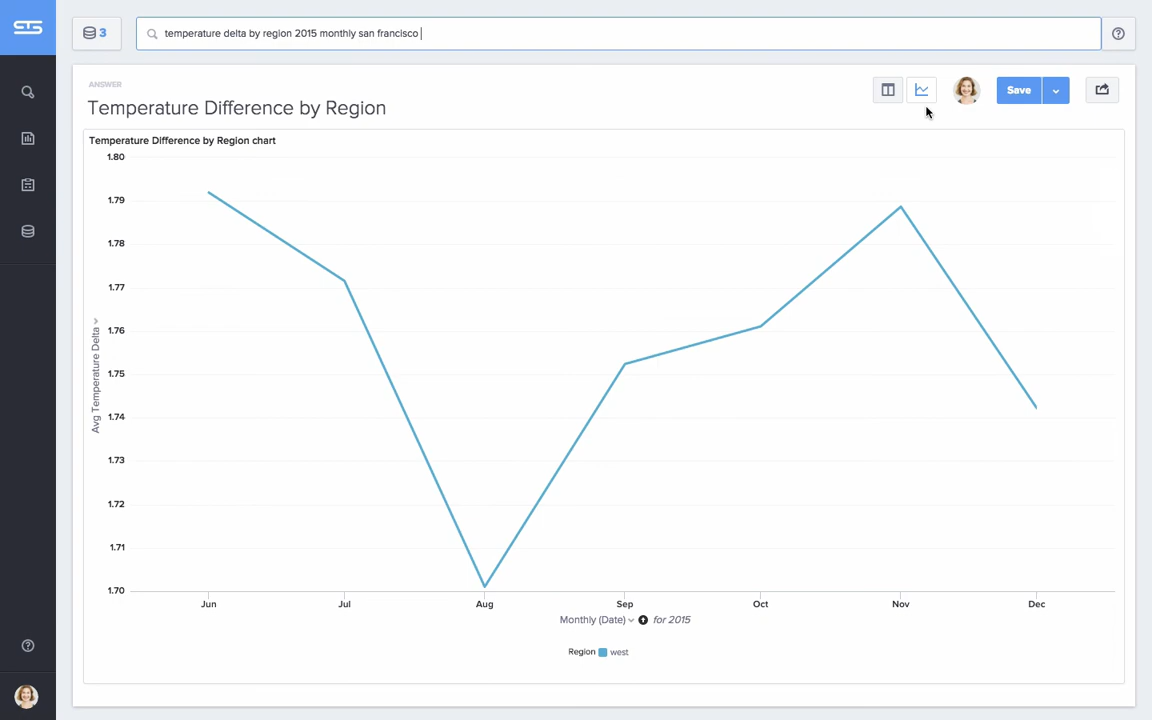 3
temperature delta by region 2015 monthly san francisco
ANSWER
Temperature Difference by Region
Save
Temperature Difference by Region chart
1.80
1.79
1.78
1.77
1.76
1.75
1.74
1.73
1.72
1.71
1.70
Avg Temperature Delta
Jun Jul Aug Sep Oct Nov Dec
Monthly (Date) for 2015
Region west